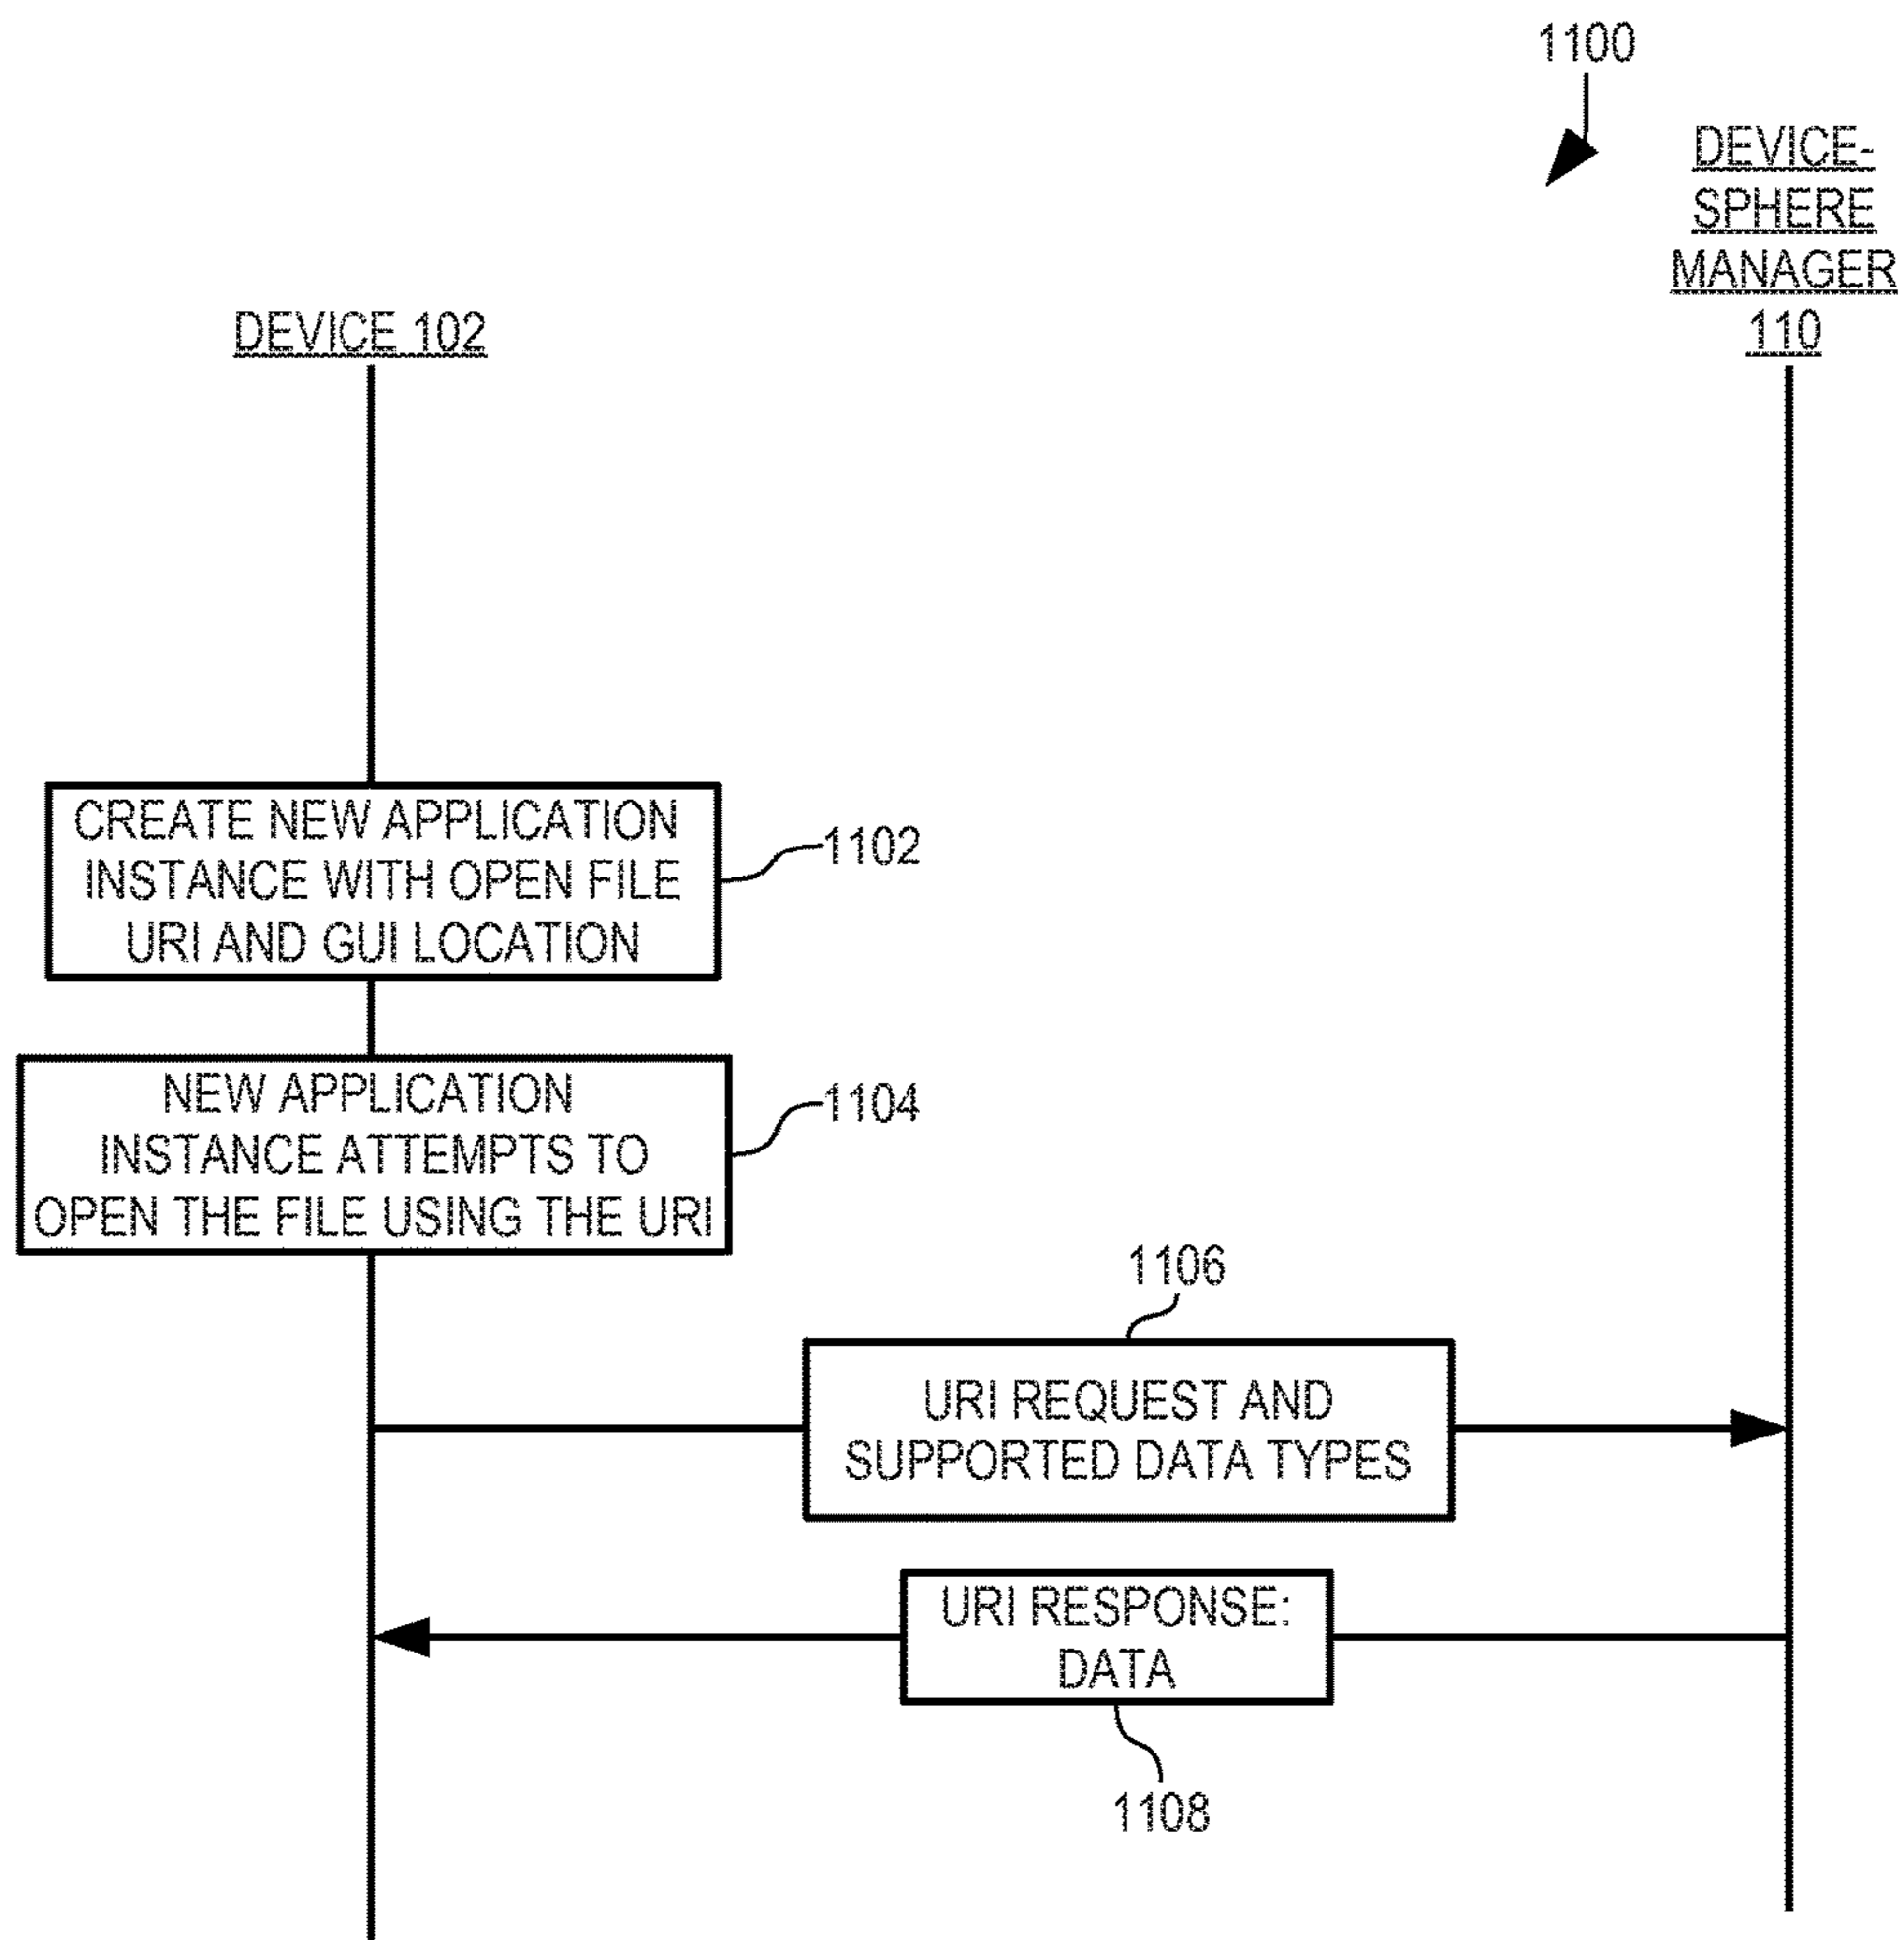 1100
DEVICE-
SPHERE
MANAGER
110
DEVICE 102
CREATE NEW APPLICATION
INSTANCE WITH OPEN FILE
URI AND GUI LOCATION
1102
NEW APPLICATION
INSTANCE ATTEMPTS TO
OPEN THE FILE USING THE URI
1104
1106
URI REQUEST AND
SUPPORTED DATA TYPES
URI RESPONSE:
DATA
1108